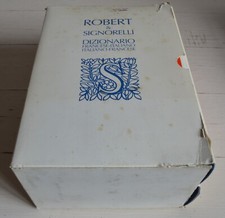 ROBERT
&
SIGNORELLI
DIZIONARIO
FRANCESE-ITALIANO
ITALIANO-FRANCESE
S